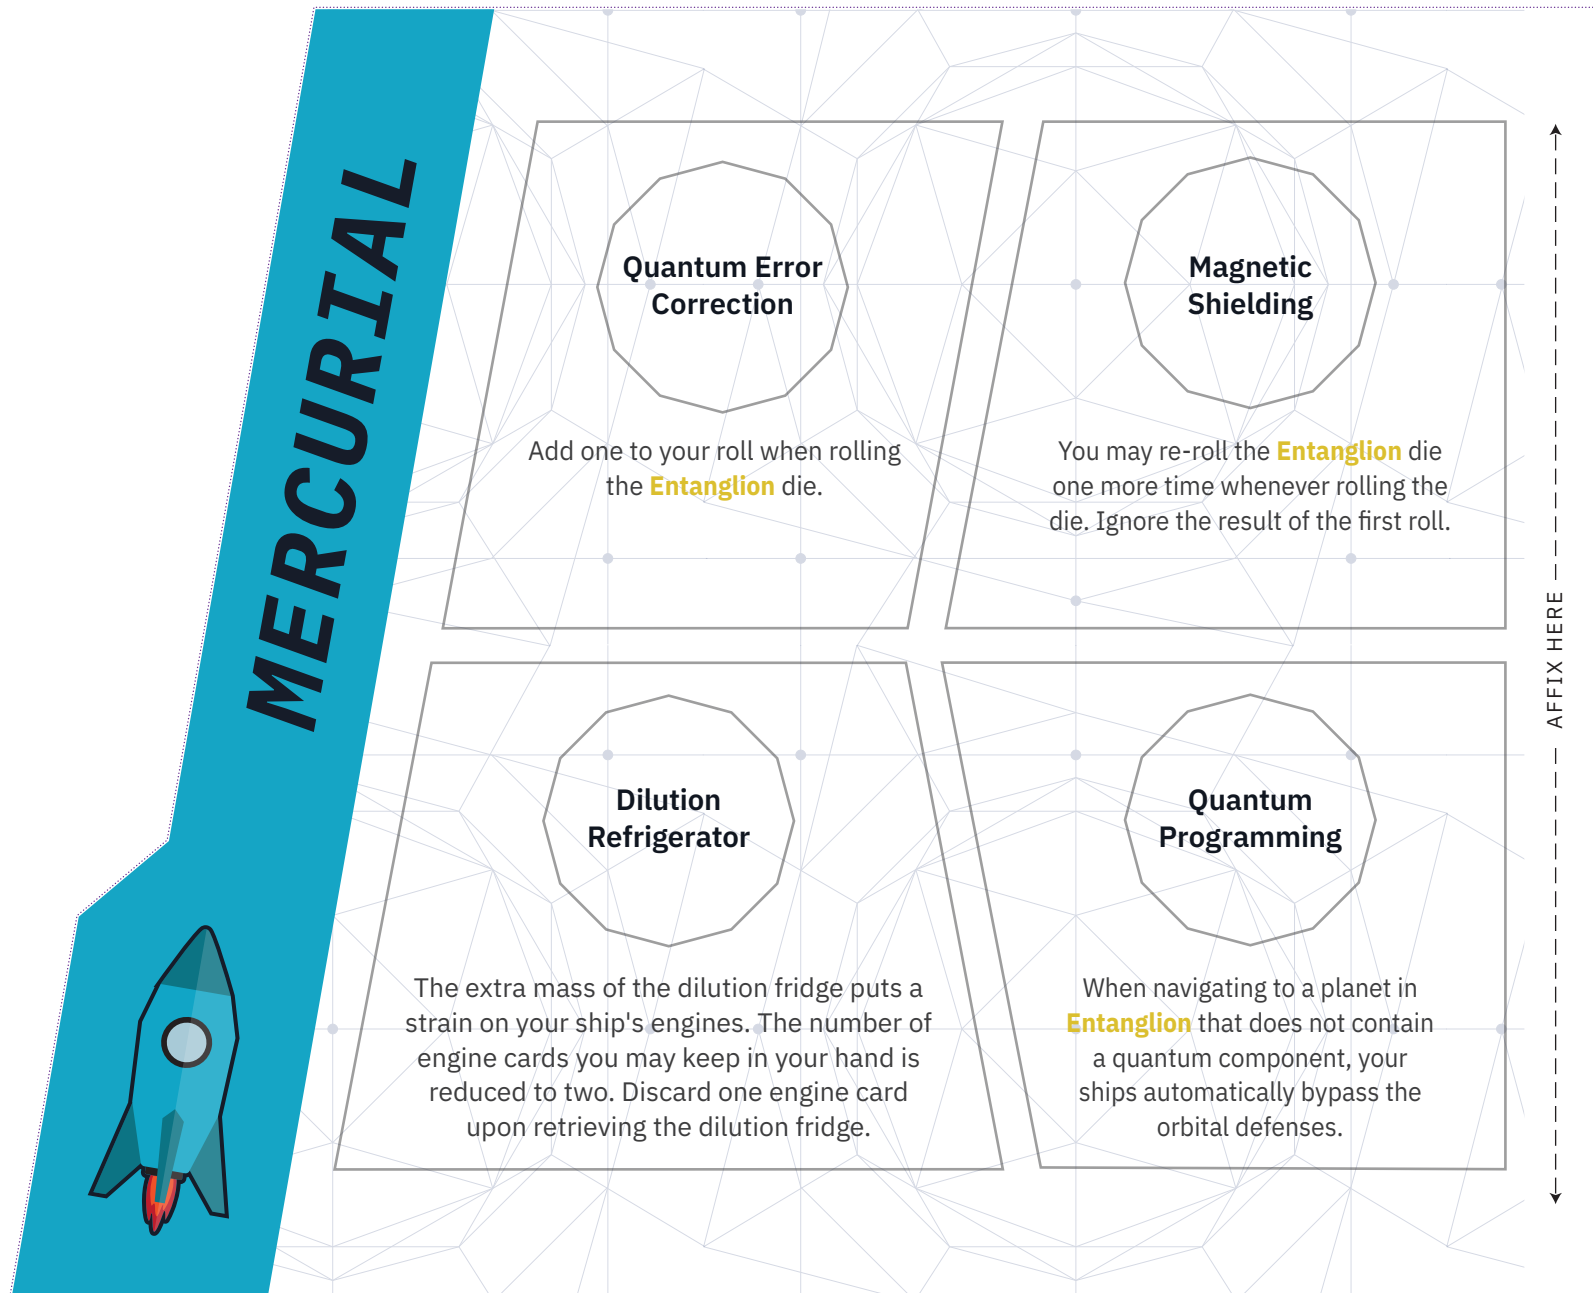 MERCURIAL
Quantum Error
Correction
Add one to your roll when rolling
the Entanglion die.
Magnetic
Shielding
You may re-roll the Entanglion die
one more time whenever rolling the
die. Ignore the result of the first roll.
Dilution
Refrigerator
The extra mass of the dilution fridge puts a
strain on your ship's engines. The number of
engine cards you may keep in your hand is
reduced to two. Discard one engine card
upon retrieving the dilution fridge.
Quantum
Programming
When navigating to a planet in
Entanglion that does not contain
a quantum component, your
ships automatically bypass the
orbital defenses.
AFFIX HERE